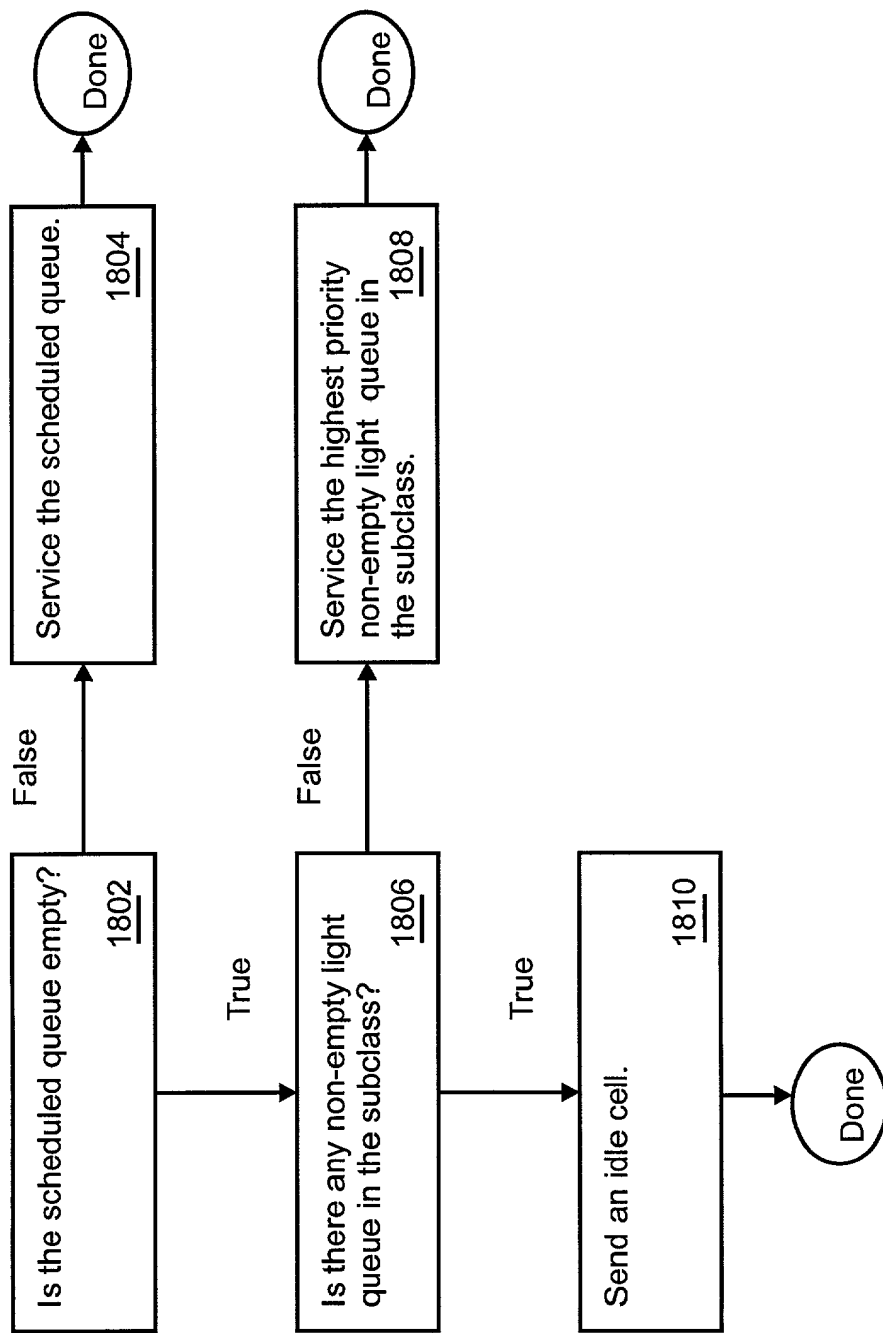 Is the scheduled queue empty?
1802
False
Service the scheduled queue.
1804
Done
True
Is there any non-empty light
queue in the subclass?
1806
False
Service the highest priority
non-empty light queue in
the subclass.
1808
Done
True
Send an idle cell.
1810
Done